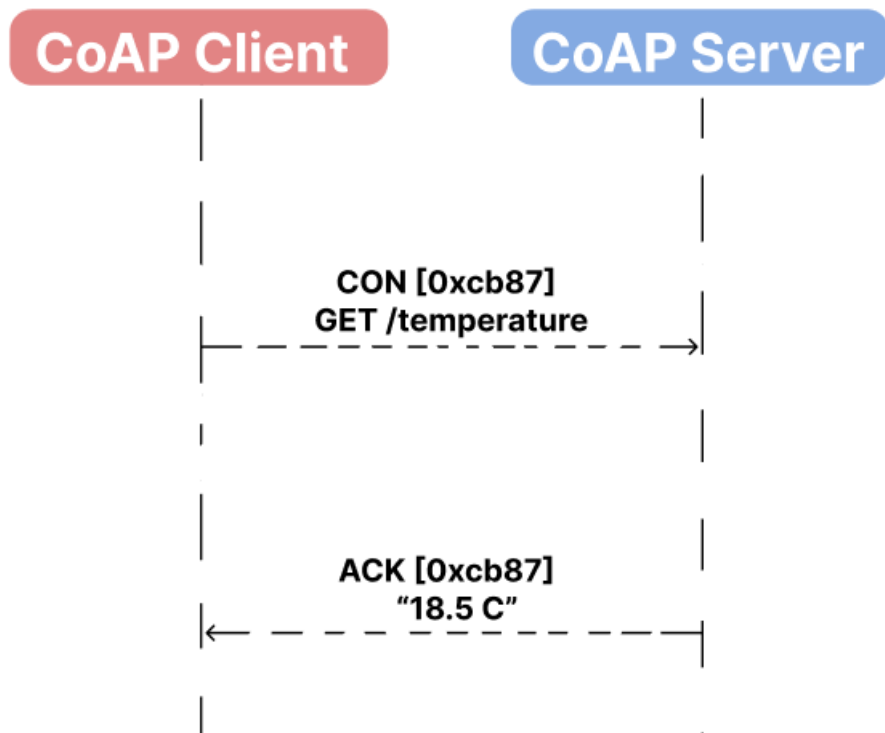 CoAP Client
CoAP Server
CON [0xcb87]
GET /temperature
ACK [0xcb87]
“18.5 C”